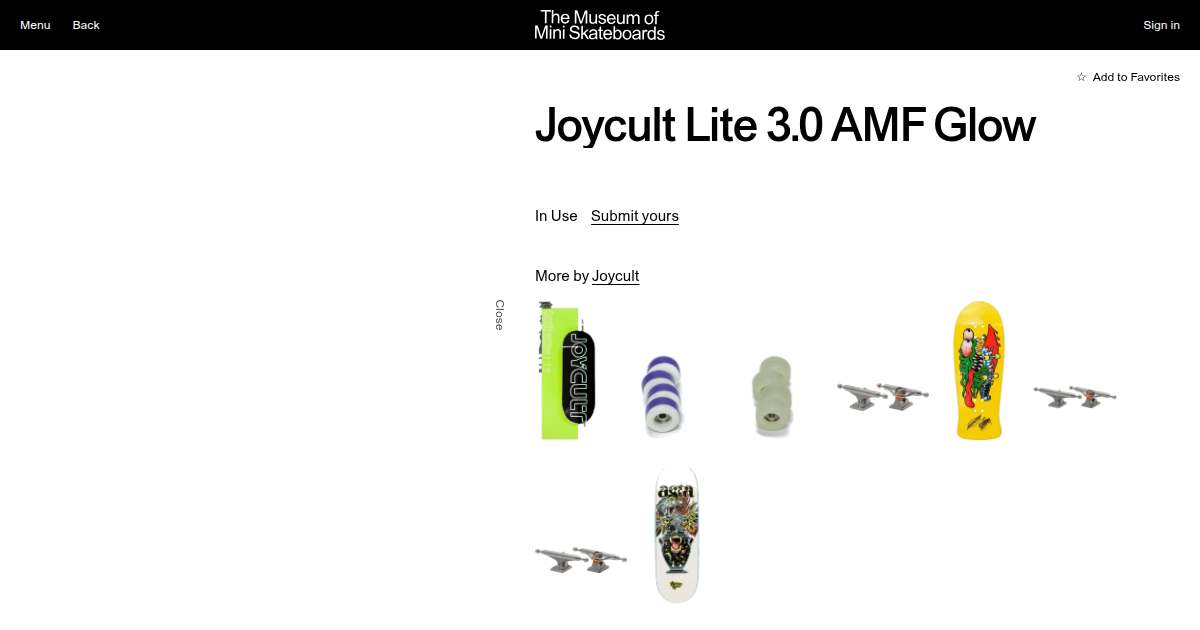 Menu Back
The Museum of
Mini Skateboards
Sign in
☆ Add to Favorites
Joycult Lite 3.0 AMF Glow
In Use Submit yours
More by Joycult
Close
JOYCULT